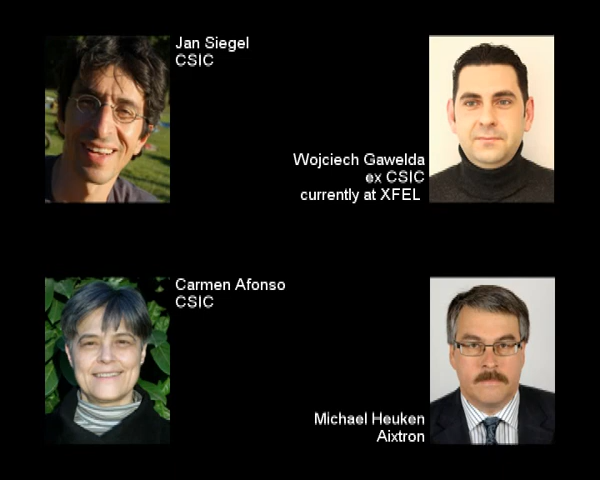 Jan Siegel
CSIC
Wojciech Gawelda
ex CSIC
currently at XFEL
Carmen Afonso
CSIC
Michael Heuken
Aixtron